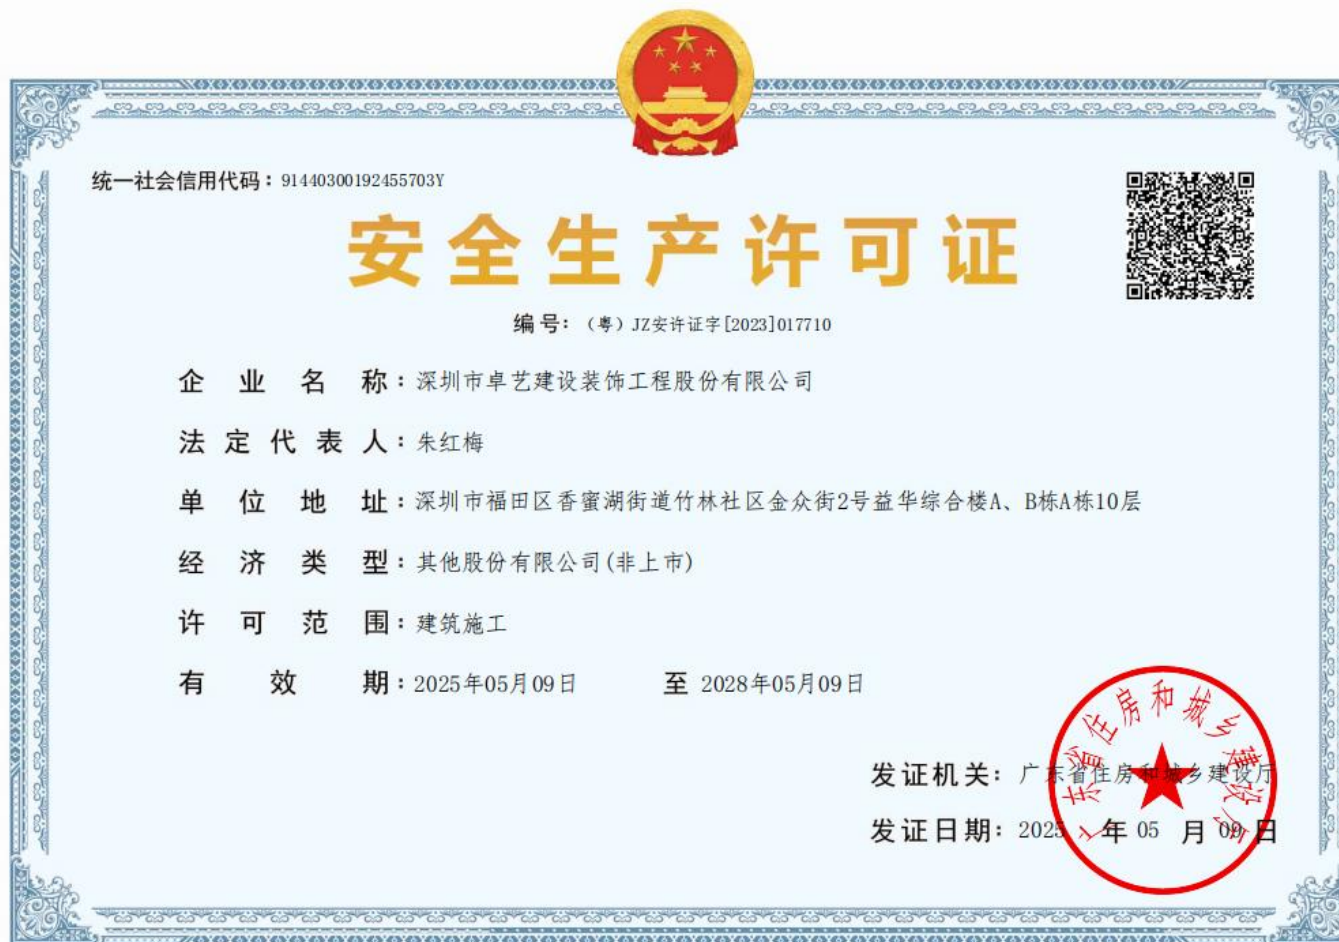 统一社会信用代码：91440300192455703Y
安全生产许可证
编号：（粤）JZ安许证字[2023]017710
企业名称：深圳市卓艺建设装饰工程股份有限公司
法定代表人：朱红梅
单位地址：深圳市福田区香蜜湖街道竹林社区金众街2号益华综合楼A、B栋A栋10层
经济类型：其他股份有限公司(非上市)
许可范围：建筑施工
有效期：2025年05月09日 至 2028年05月09日
发证机关：广东省住房和城乡建设厅
发证日期：2025 年 05 月 09 日
广东省住房和城乡建设厅